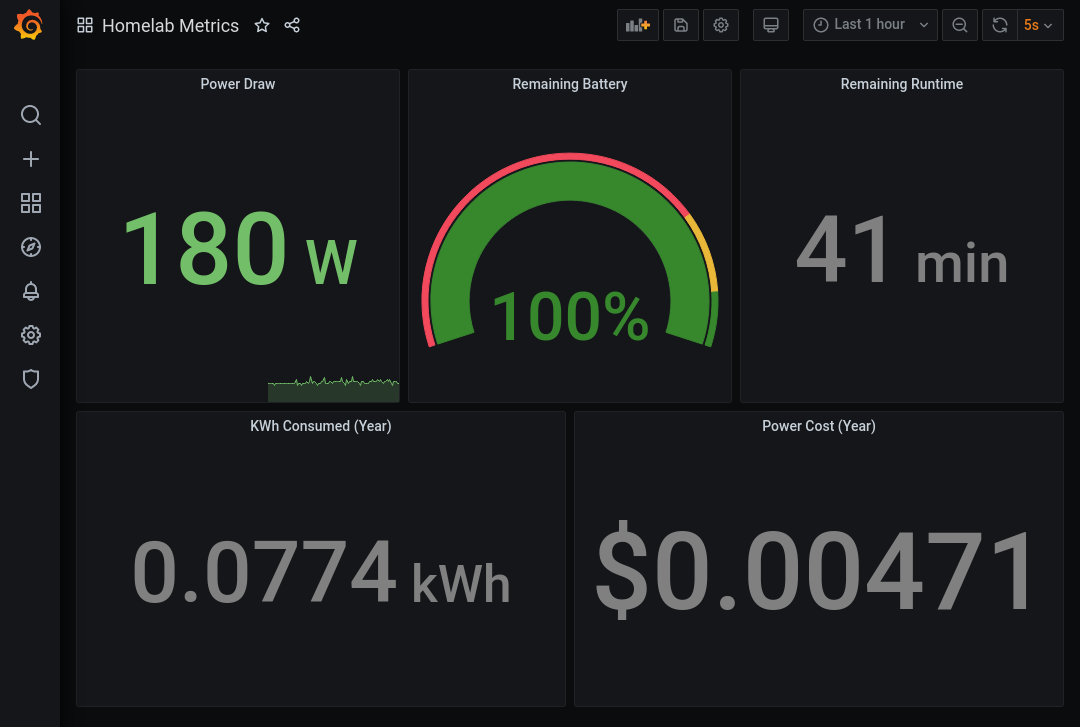 Homelab Metrics
Last 1 hour
5s
Power Draw
180 W
Remaining Battery
100%
Remaining Runtime
41 min
KWh Consumed (Year)
0.0774 kWh
Power Cost (Year)
$0.00471